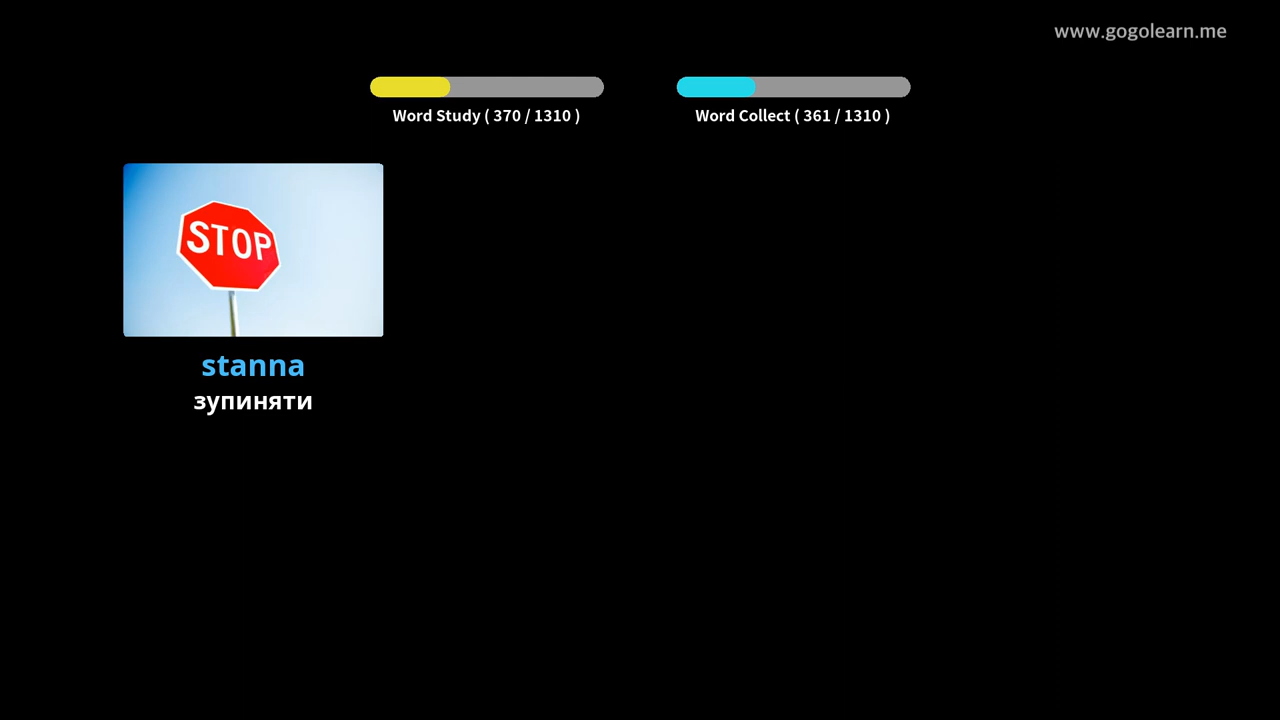 www.gogolearn.me
Word Study ( 370 / 1310 )
Word Collect ( 361 / 1310 )
STOP
stanna
зупиняти